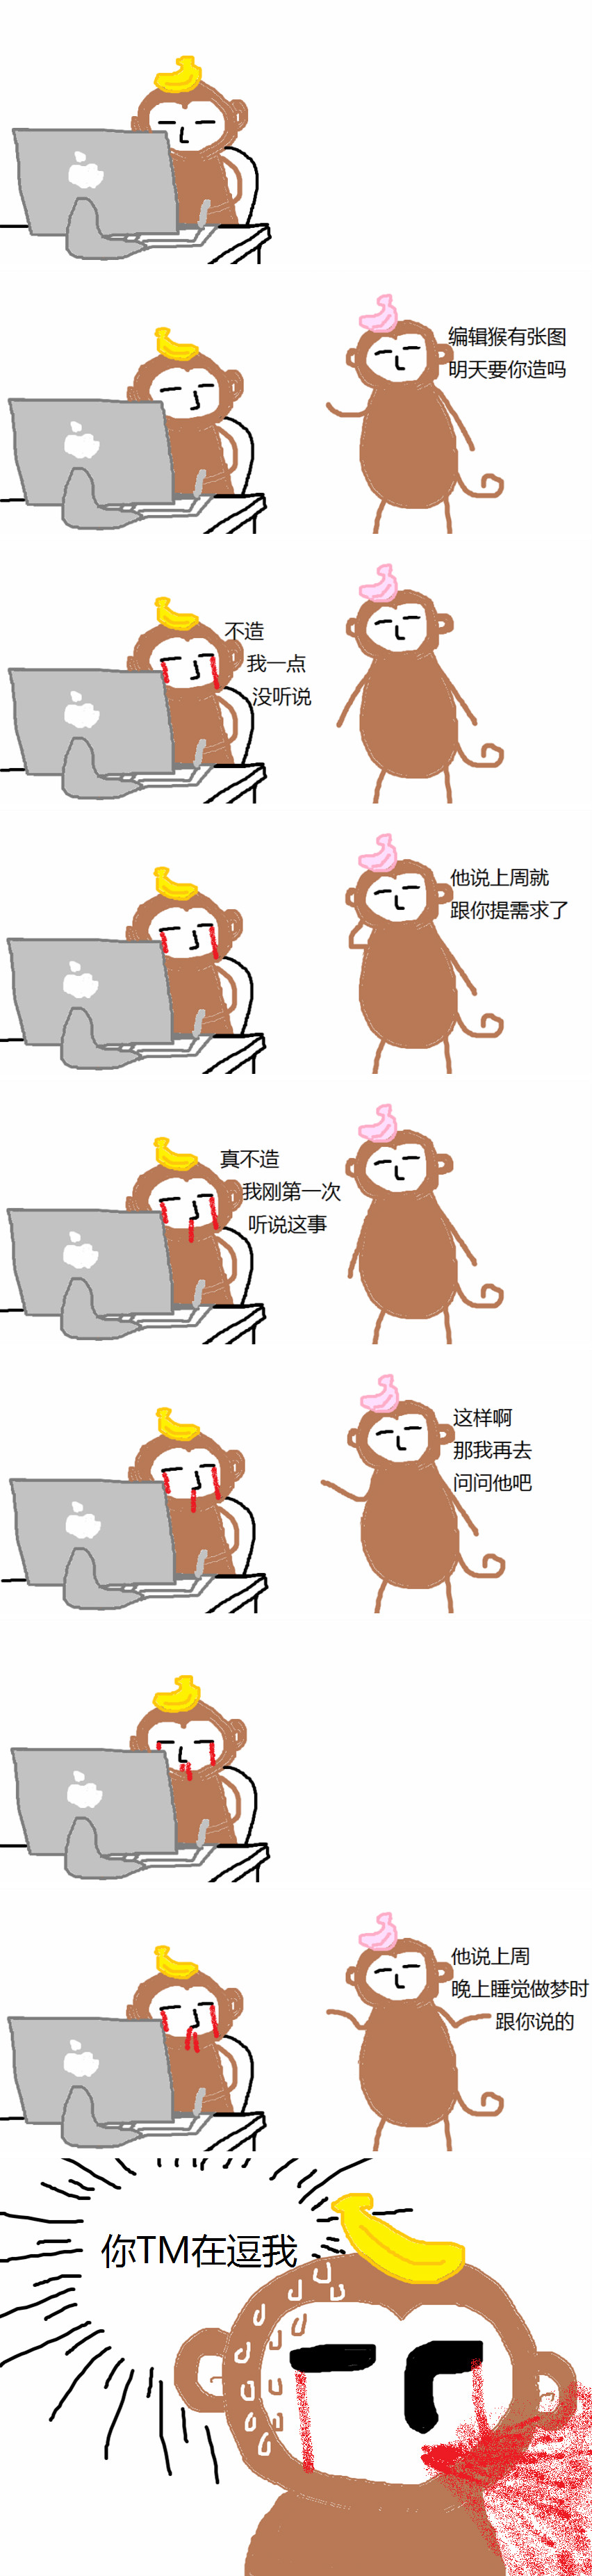 编辑猴有张图
明天要你造吗
不造
我一点
没听说
他说上周就
跟你提需求了
真不造
我刚第一次
听说这事
这样啊
那我再去
问问他吧
他说上周
晚上睡觉做梦时
跟你说的
你TM在逗我